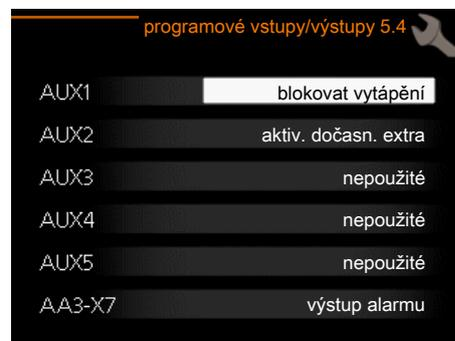 programové vstupy/výstupy 5.4
AUX1 blokovat vytápění
AUX2 aktiv. dočasn. extra
AUX3 nepoužité
AUX4 nepoužité
AUX5 nepoužité
AA3-X7 výstup alarmu